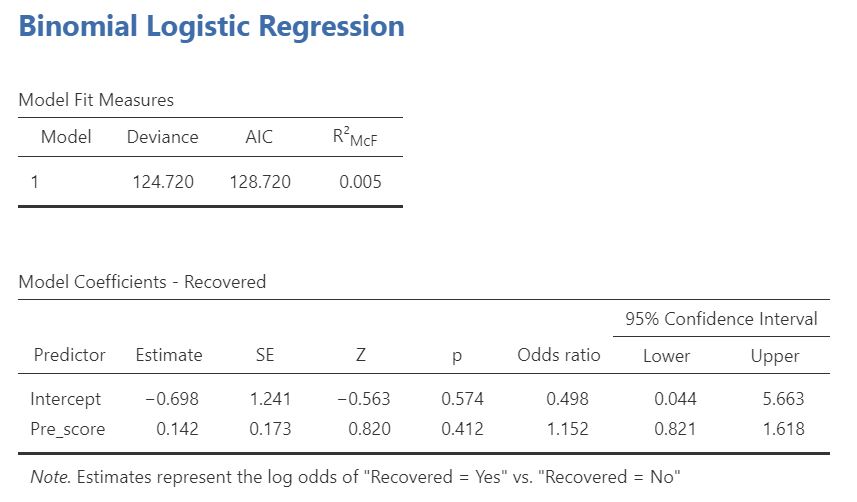 Binomial Logistic Regression
Model Fit Measures
Model Deviance AIC R²McF
1 124.720 128.720 0.005
Model Coefficients - Recovered
95% Confidence Interval
Predictor Estimate SE Z p Odds ratio Lower Upper
Intercept −0.698 1.241 −0.563 0.574 0.498 0.044 5.663
Pre_score 0.142 0.173 0.820 0.412 1.152 0.821 1.618
Note. Estimates represent the log odds of "Recovered = Yes" vs. "Recovered = No"